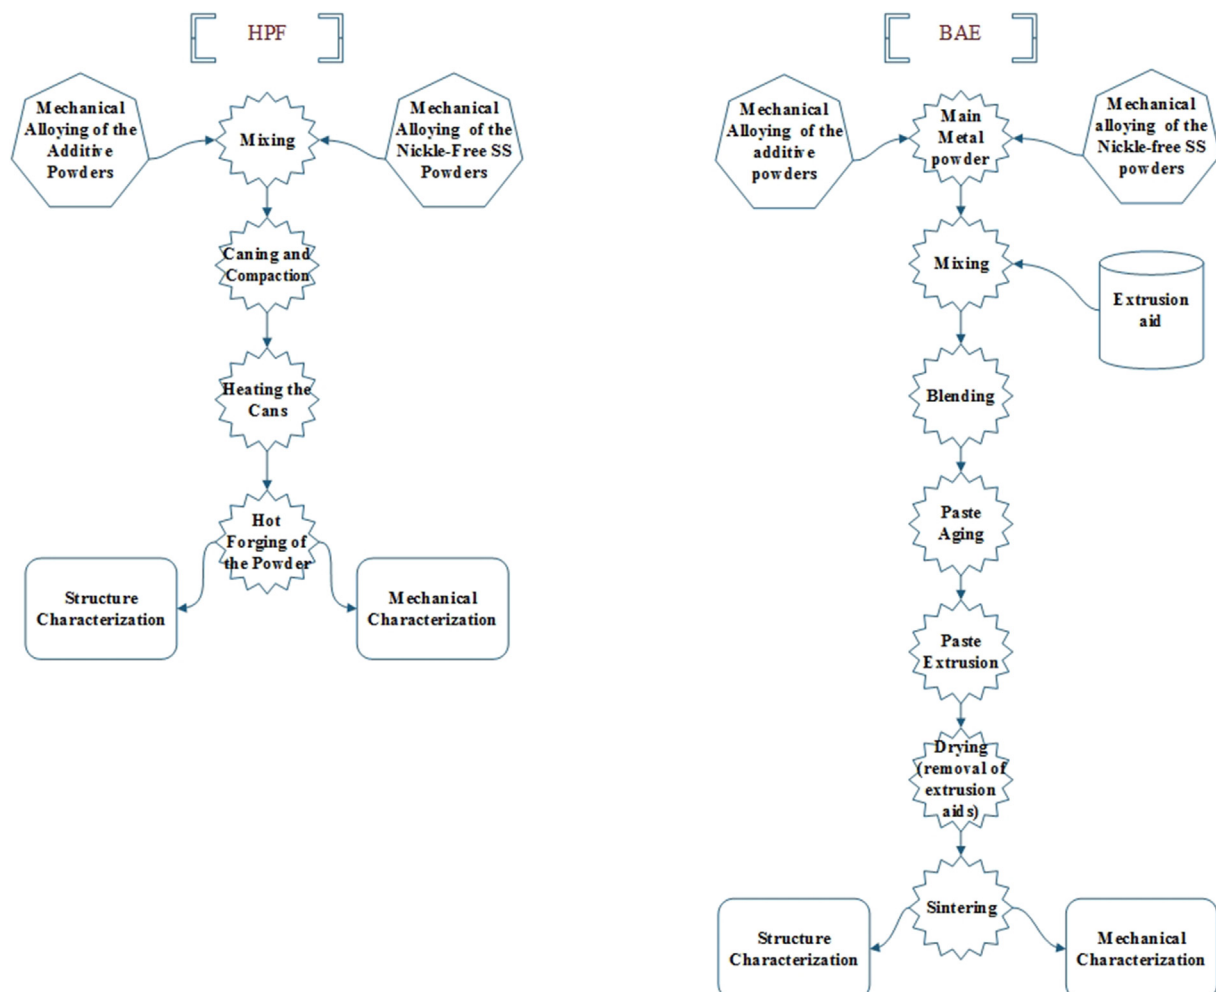 HPF
Mechanical
Alloying of the
Additive
Powders
Mixing
Mechanical
Alloying of the
Nickle-Free SS
Powders
Caning and
Compaction
Heating the
Cans
Hot
Forging of
the Powder
Structure
Characterization
Mechanical
Characterization
BAE
Mechanical
Alloying of the
additive
powders
Main
Metal
powder
Mechanical
alloying of the
Nickle-free SS
powders
Mixing
Extrusion
aid
Blending
Paste
Aging
Paste
Extrusion
Drying
(removal of
extrusion
aids)
Sintering
Structure
Characterization
Mechanical
Characterization